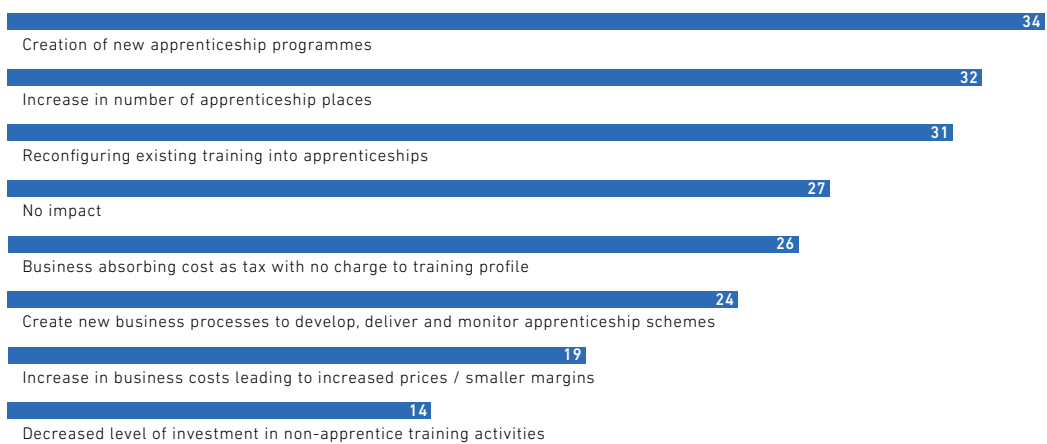 34
Creation of new apprenticeship programmes
32
Increase in number of apprenticeship places
31
Reconfiguring existing training into apprenticeships
27
No impact
26
Business absorbing cost as tax with no charge to training profile
24
Create new business processes to develop, deliver and monitor apprenticeship schemes
19
Increase in business costs leading to increased prices / smaller margins
14
Decreased level of investment in non-apprentice training activities